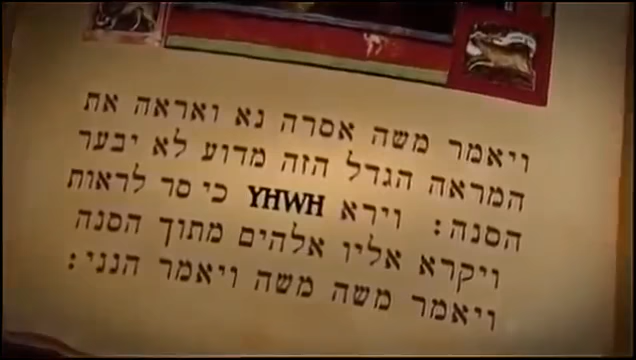 ויאמר משה אסרה נא ואראה את
המראה הגדל הזה מדוע לא יבער
הסנה: וירא YHWH כי סר לראות
ויקרא אליו אלהים מתוך הסנה
ויאמר משה משה ויאמר הנני: